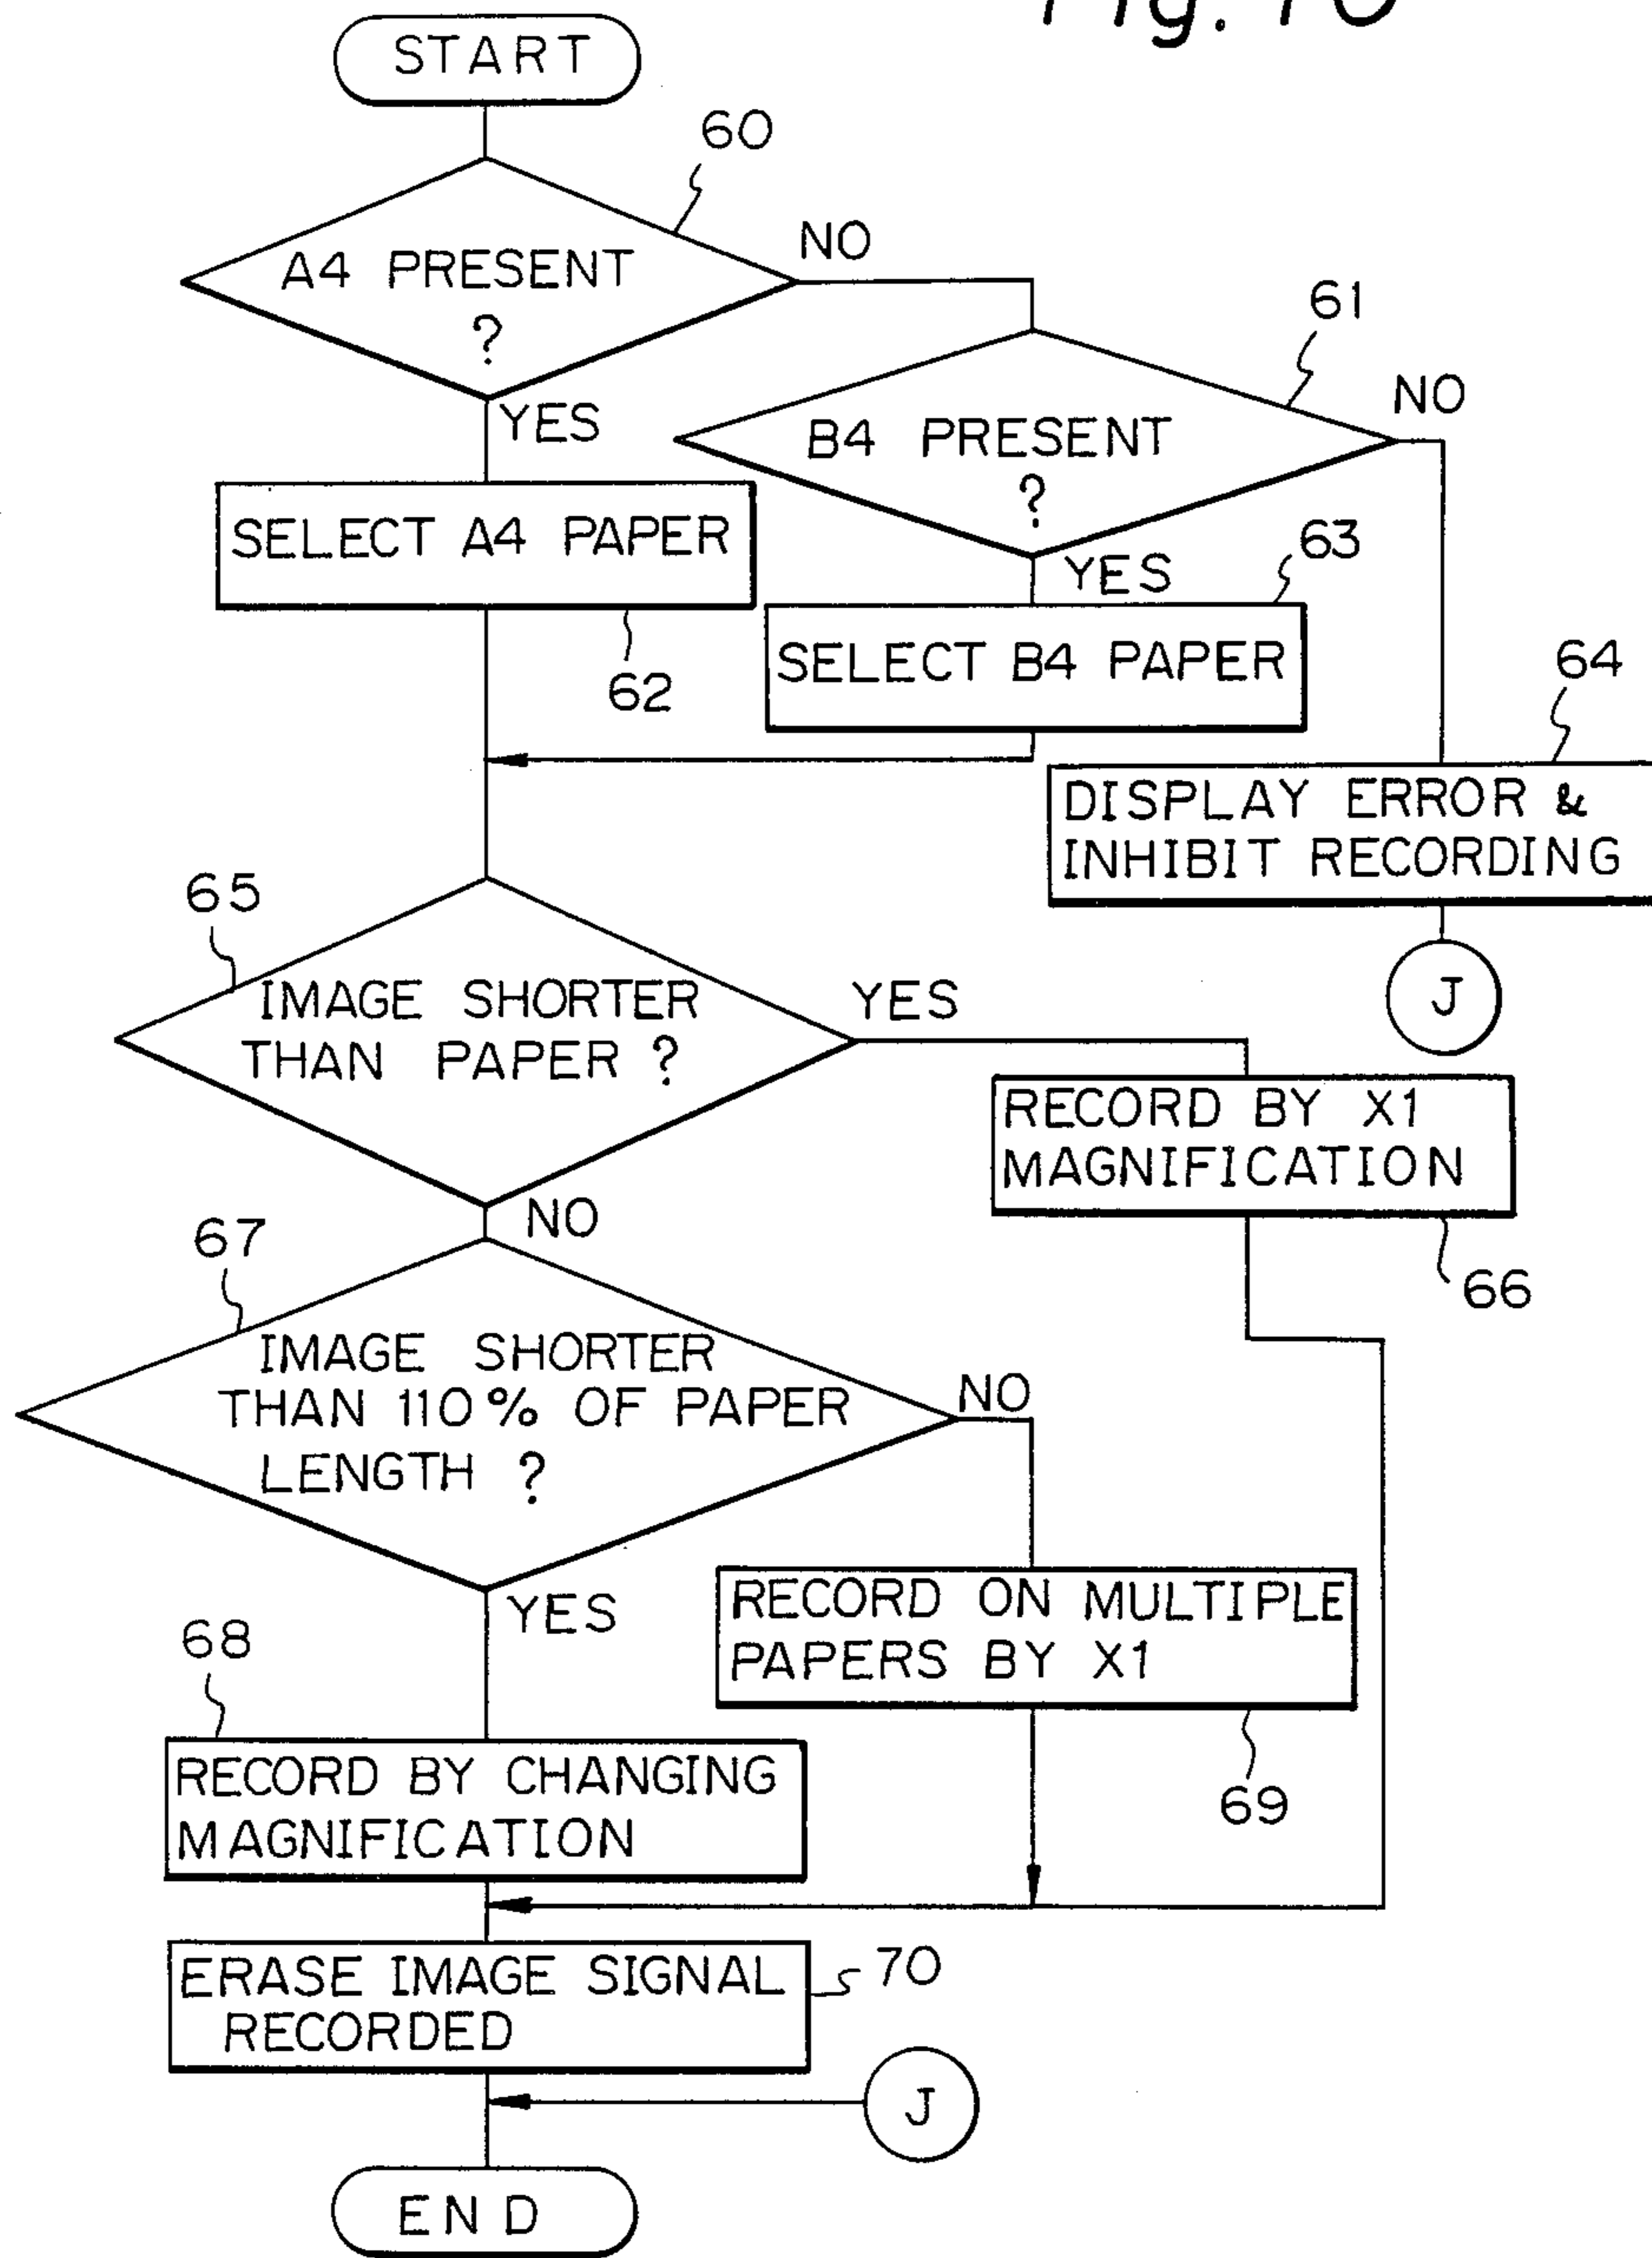 Fig. 10
START
60
A4 PRESENT
?
NO
61
YES
B4 PRESENT
?
NO
SELECT A4 PAPER
62
YES
63
SELECT B4 PAPER
64
DISPLAY ERROR &
INHIBIT RECORDING
J
65
IMAGE SHORTER
THAN PAPER ?
YES
RECORD BY X1
MAGNIFICATION
66
NO
67
IMAGE SHORTER
THAN 110% OF PAPER
LENGTH ?
NO
YES
RECORD ON MULTIPLE
PAPERS BY X1
69
68
RECORD BY CHANGING
MAGNIFICATION
ERASE IMAGE SIGNAL
RECORDED
70
J
END